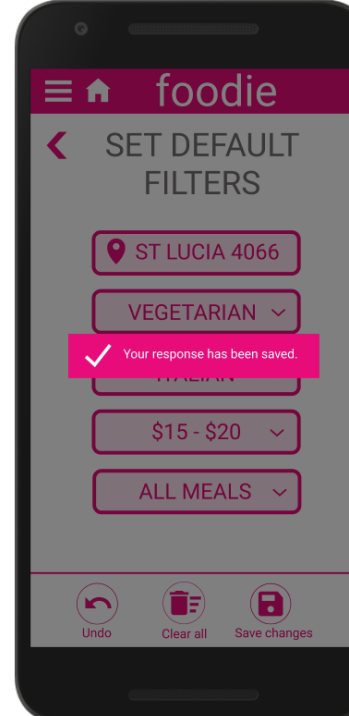 foodie
SET DEFAULT
FILTERS
ST LUCIA 4066
VEGETARIAN
Your response has been saved.
ITALIAN
$15 - $20
ALL MEALS
Undo
Clear all
Save changes